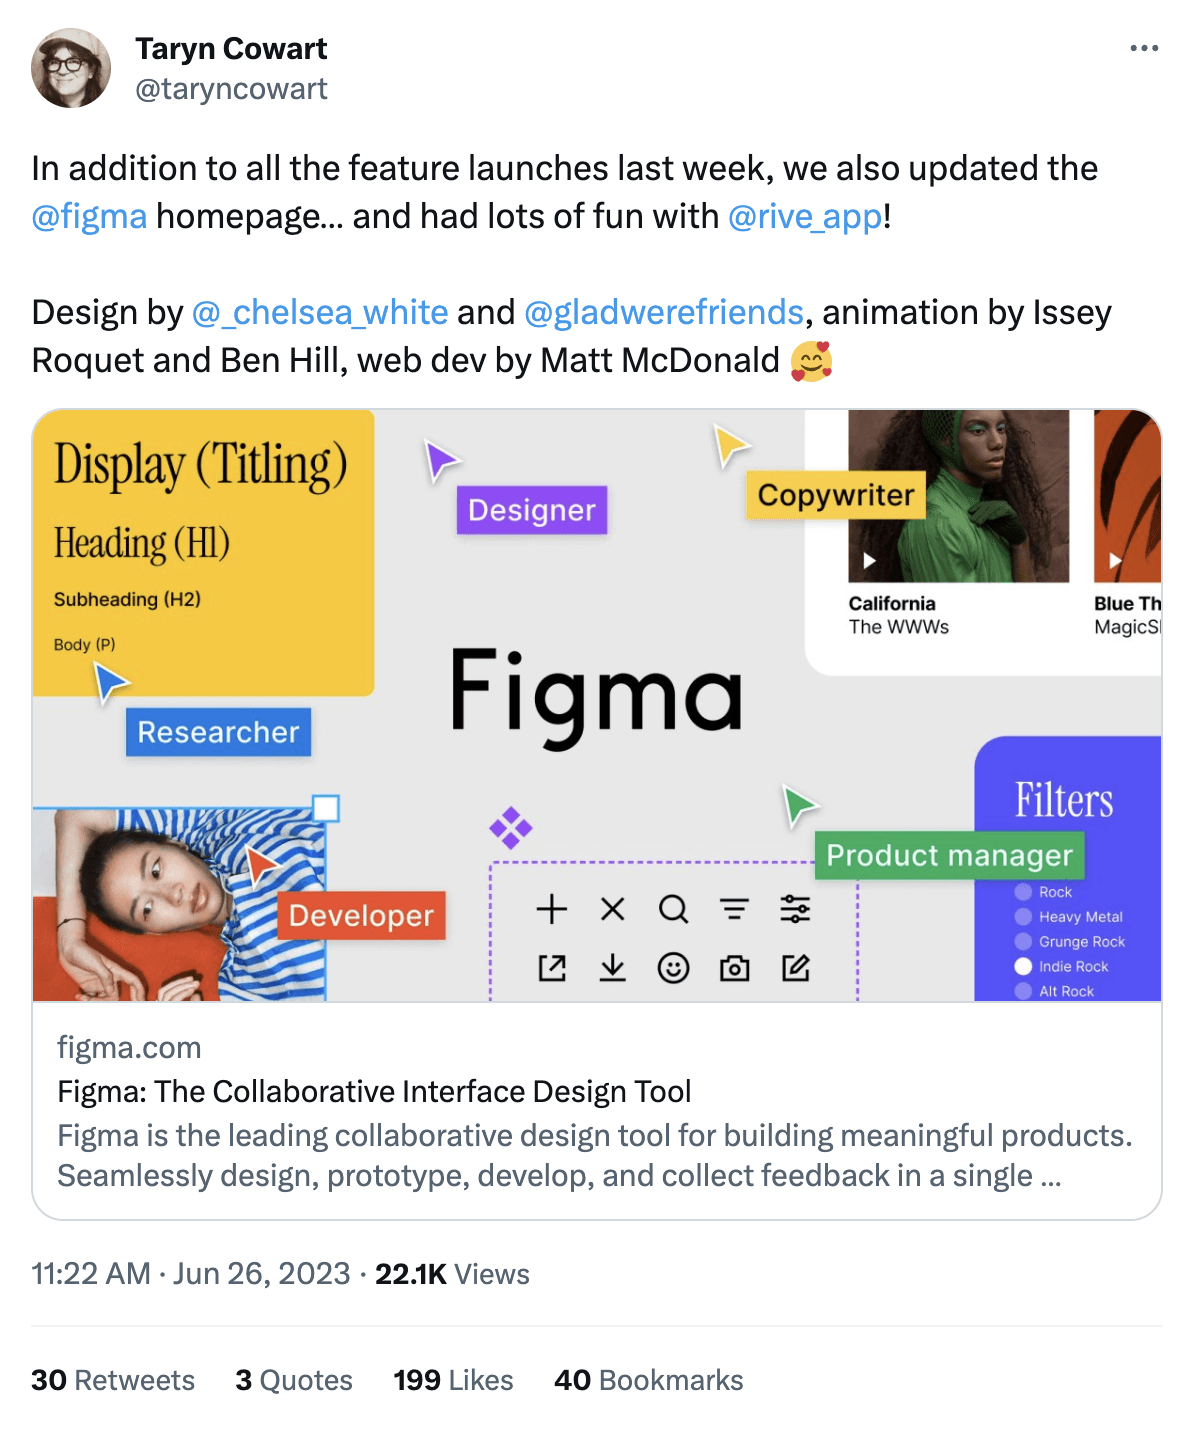 Taryn Cowart
@taryncowart
In addition to all the feature launches last week, we also updated the
@figma homepage... and had lots of fun with @rive_app!
Design by @_chelsea_white and @gladwerefriends, animation by Issey
Roquet and Ben Hill, web dev by Matt McDonald 🥰
Display (Titling)
Heading (H1)
Subheading (H2)
Body (P)
Designer
Copywriter
California
The WWWs
Blue Th
MagicS
Researcher
Figma
Developer
Product manager
Filters
Rock
Heavy Metal
Grunge Rock
Indie Rock
Alt Rock
figma.com
Figma: The Collaborative Interface Design Tool
Figma is the leading collaborative design tool for building meaningful products.
Seamlessly design, prototype, develop, and collect feedback in a single ...
11:22 AM · Jun 26, 2023 · 22.1K Views
30 Retweets 3 Quotes 199 Likes 40 Bookmarks